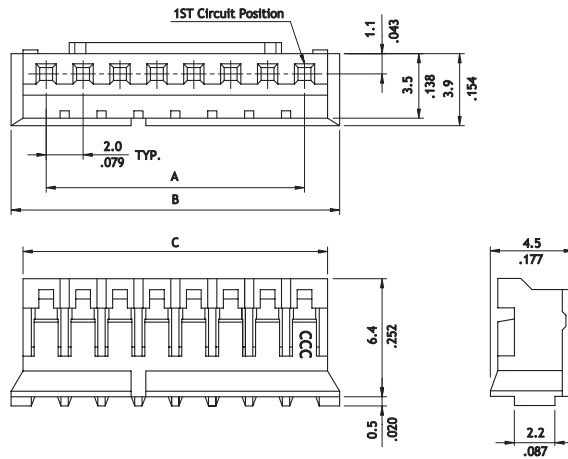 1ST Circuit Position
1.1
.043
3.5
.138
3.9
.154
2.0
.079
TYP.
A
B
C
4.5
.177
CCC
6.4
.252
0.5
.020
2.2
.087